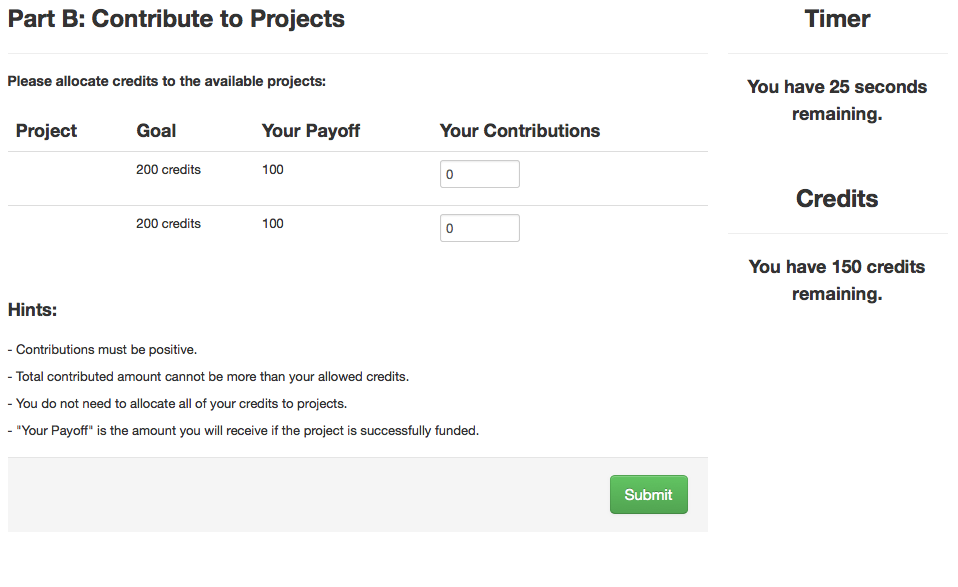 Part B: Contribute to Projects
Please allocate credits to the available projects:
Project Goal Your Payoff Your Contributions
200 credits 100 0
200 credits 100 0
Hints:
- Contributions must be positive.
- Total contributed amount cannot be more than your allowed credits.
- You do not need to allocate all of your credits to projects.
- "Your Payoff" is the amount you will receive if the project is successfully funded.
Submit
Timer
You have 25 seconds
remaining.
Credits
You have 150 credits
remaining.